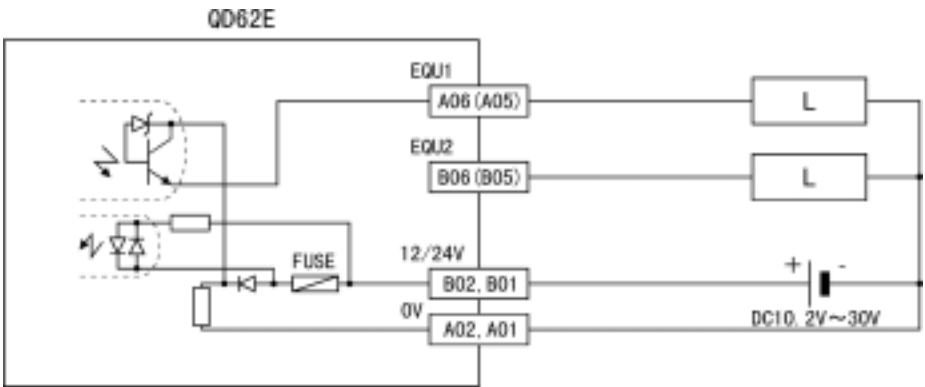 QD62E
EQU1
A06(A05)
L
EQU2
B06(B05)
L
12/24V
FUSE
B02, B01
+ -
0V
A02, A01
DC10. 2V～30V